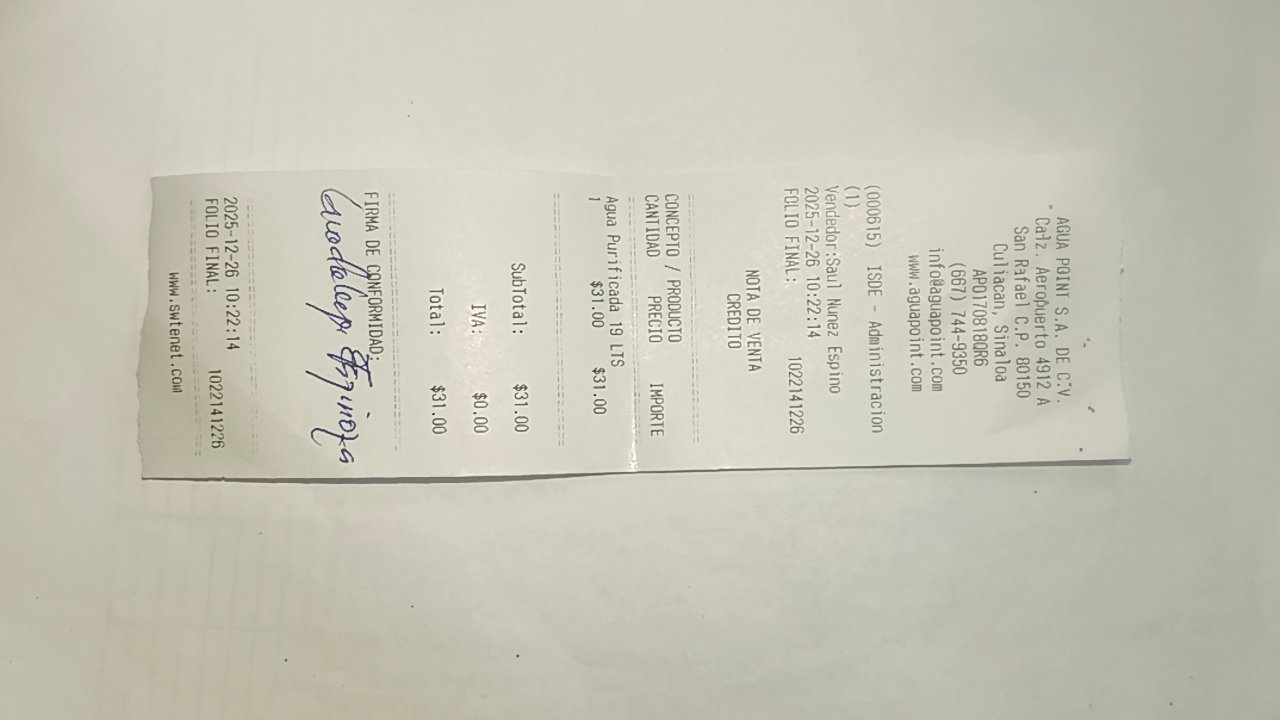 AGUA POINT S.A. DE C.V.
Calz. Aeropuerto 4912 A
San Rafael C.P. 80150
Culiacan, Sinaloa
APO170818QR6
(667) 744-9350
info@aguapoint.com
www.aguapoint.com
(000615) ISDE - Administracion
(1)
Vendedor:Saul Nunez Espino
2025-12-26 10:22:14
FOLIO FINAL: 1022141226
NOTA DE VENTA
CREDITO
CONCEPTO / PRODUCTO
CANTIDAD PRECIO IMPORTE
Agua Purificada 19 LTS
1 $31.00 $31.00
SubTotal: $31.00
IVA: $0.00
Total: $31.00
FIRMA DE CONFORMIDAD:
Guadalupe Espinoza
2025-12-26 10:22:14
FOLIO FINAL: 1022141226
www.swtenet.com